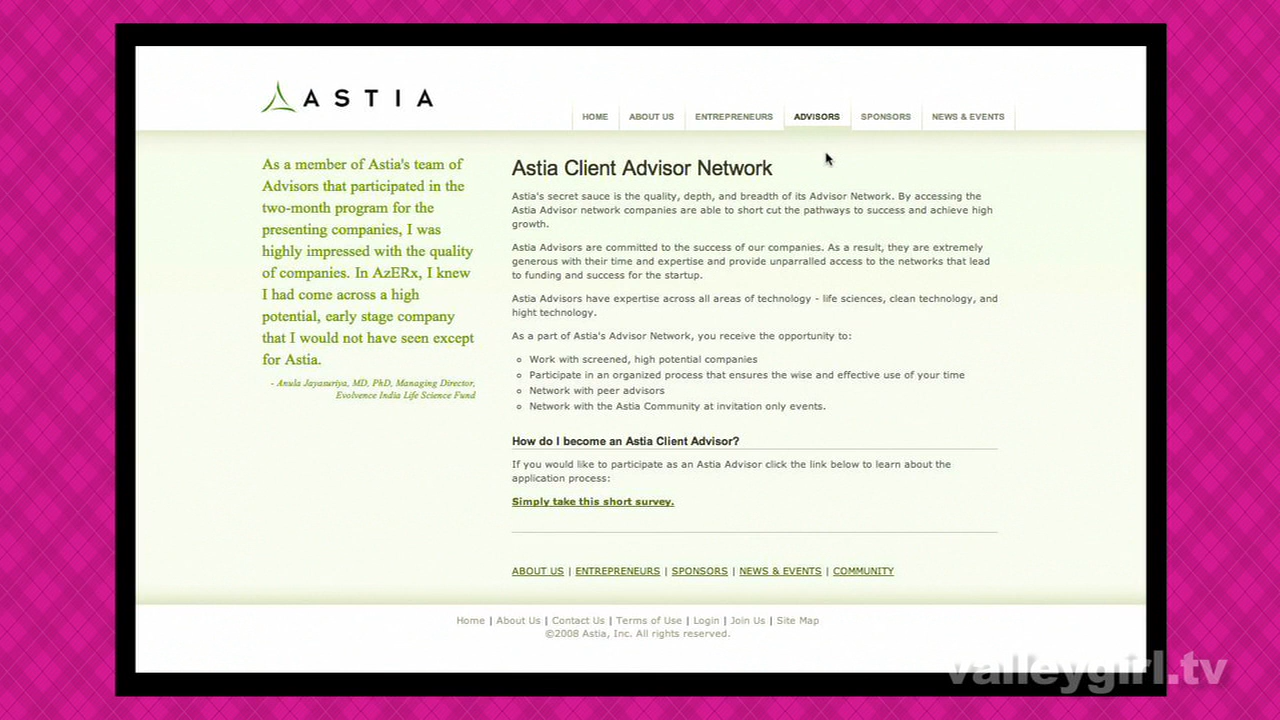 ASTIA
HOME
ABOUT US
ENTREPRENEURS
ADVISORS
SPONSORS
NEWS & EVENTS
As a member of Astia's team of
Advisors that participated in the
two-month program for the
presenting companies, I was
highly impressed with the quality
of companies. In AzERx, I knew
I had come across a high
potential, early stage company
that I would not have seen except
for Astia.
- Anula Jayasuriya, MD, PhD, Managing Director,
Evolvence India Life Science Fund
Astia Client Advisor Network
Astia's secret sauce is the quality, depth, and breadth of its Advisor Network. By accessing the
Astia Advisor network companies are able to short cut the pathways to success and achieve high
growth.
Astia Advisors are committed to the success of our companies. As a result, they are extremely
generous with their time and expertise and provide unparralled access to the networks that lead
to funding and success for the startup.
Astia Advisors have expertise across all areas of technology - life sciences, clean technology, and
hight technology.
As a part of Astia's Advisor Network, you receive the opportunity to:
Work with screened, high potential companies
Participate in an organized process that ensures the wise and effective use of your time
Network with peer advisors
Network with the Astia Community at invitation only events.
How do I become an Astia Client Advisor?
If you would like to participate as an Astia Advisor click the link below to learn about the
application process:
Simply take this short survey.
ABOUT US | ENTREPRENEURS | SPONSORS | NEWS & EVENTS | COMMUNITY
Home | About Us | Contact Us | Terms of Use | Login | Join Us | Site Map
©2008 Astia, Inc. All rights reserved.
valleygirl.tv